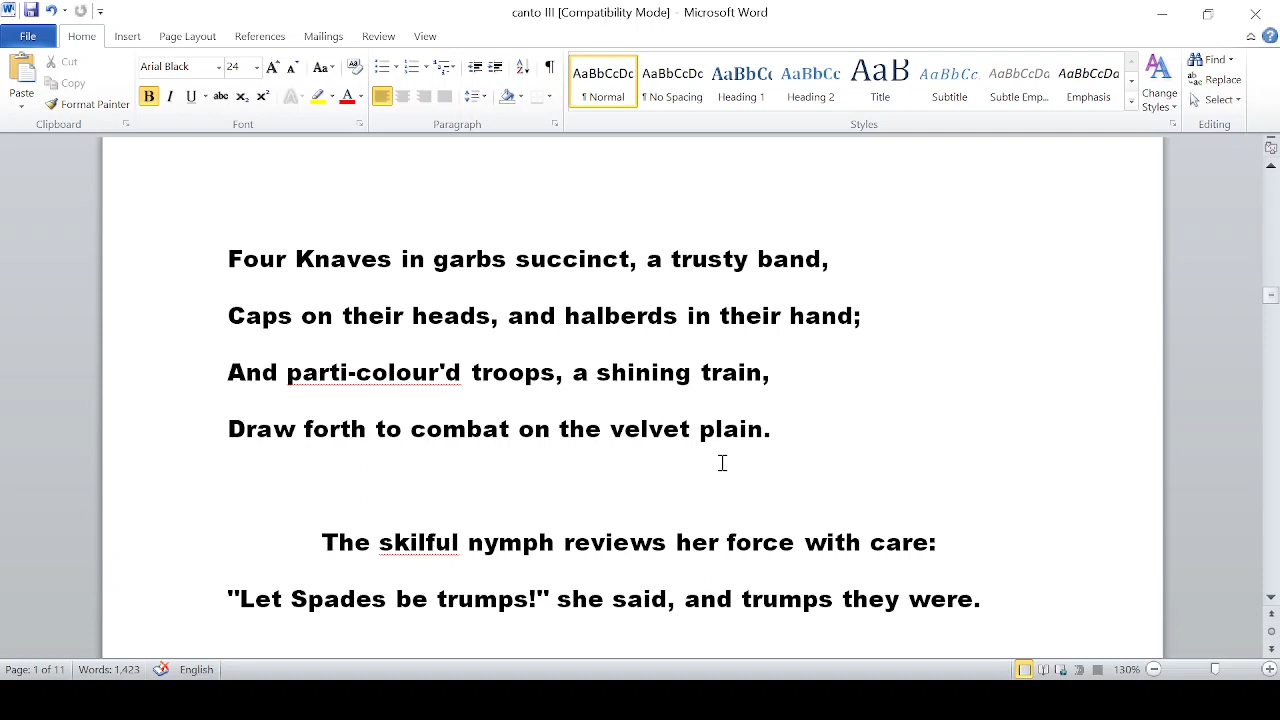 canto III [Compatibility Mode] - Microsoft Word
File Home Insert Page Layout References Mailings Review View
Paste Cut Copy Format Painter
Arial Black 24
AaBbCcDc AaBbCcDc AaBbCc AaBbCc AaB AaBbCc. AaBbCcDc AaBbCcDc
¶ Normal ¶ No Spacing Heading 1 Heading 2 Title Subtitle Subtle Emp... Emphasis
Change Styles
Find Replace Select
Clipboard Font Paragraph Styles Editing
Four Knaves in garbs succinct, a trusty band,
Caps on their heads, and halberds in their hand;
And parti-colour'd troops, a shining train,
Draw forth to combat on the velvet plain.
The skilful nymph reviews her force with care:
"Let Spades be trumps!" she said, and trumps they were.
Page: 1 of 11 Words: 1,423 English 130%